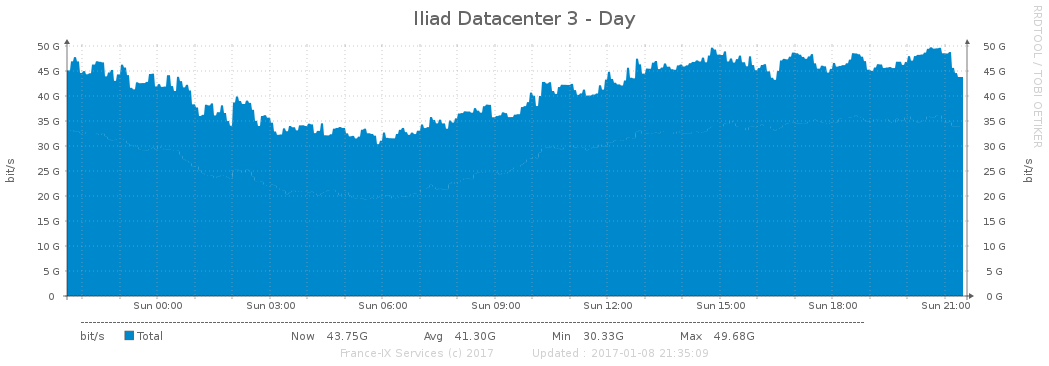 Iliad Datacenter 3 - Day
RRDTOOL / TOBI OETIKER
50 G 50 G
45 G 45 G
40 G 40 G
35 G 35 G
30 G 30 G
25 G 25 G
20 G 20 G
15 G 15 G
10 G 10 G
5 G 5 G
0 0 G
bit/s bit/s
Sun 00:00 Sun 03:00 Sun 06:00 Sun 09:00 Sun 12:00 Sun 15:00 Sun 18:00 Sun 21:00
bit/s Total Now 43.75G Avg 41.30G Min 30.33G Max 49.68G
France-IX Services (c) 2017 Updated : 2017-01-08 21:35:09